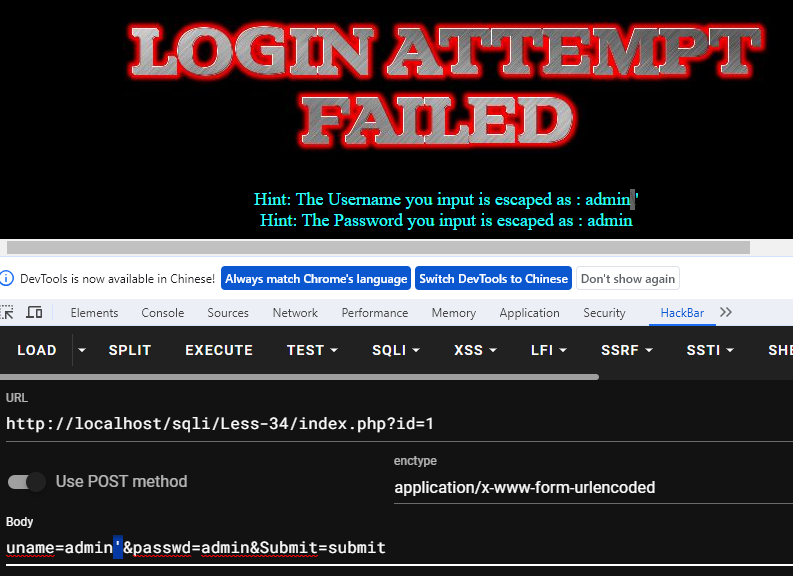 LOGIN ATTEMPT
FAILED
Hint: The Username you input is escaped as : admin\'
Hint: The Password you input is escaped as : admin
DevTools is now available in Chinese! Always match Chrome's language Switch DevTools to Chinese Don't show again
Elements Console Sources Network Performance Memory Application Security HackBar
LOAD SPLIT EXECUTE TEST SQLI XSS LFI SSRF SSTI
URL
http://localhost/sqli/Less-34/index.php?id=1
Use POST method
enctype
application/x-www-form-urlencoded
Body
uname=admin'&passwd=admin&Submit=submit